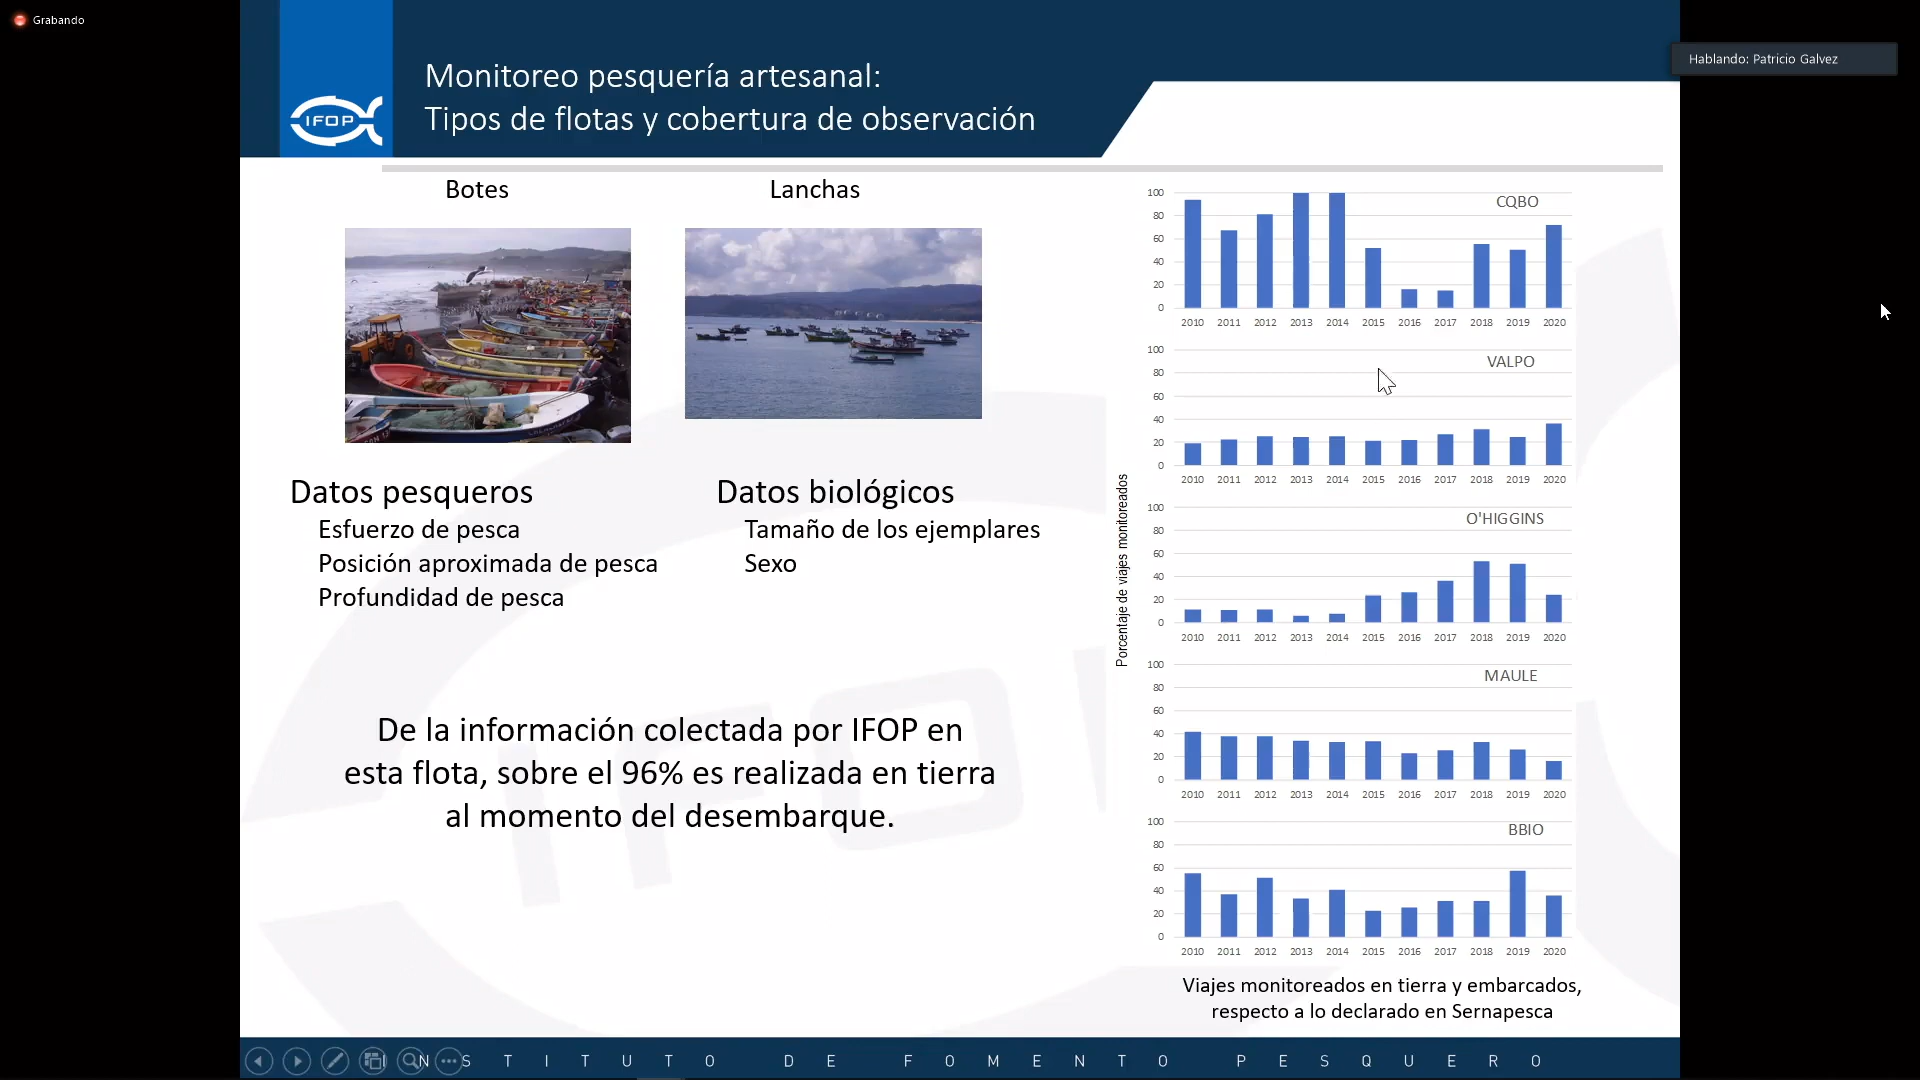 Grabando
Hablando: Patricio Galvez
Monitoreo pesquería artesanal:
Tipos de flotas y cobertura de observación
IFOP
Botes
Lanchas
Datos pesqueros
Esfuerzo de pesca
Posición aproximada de pesca
Profundidad de pesca
Datos biológicos
Tamaño de los ejemplares
Sexo
De la información colectada por IFOP en
esta flota, sobre el 96% es realizada en tierra
al momento del desembarque.
Porcentaje de viajes monitoreados
CQBO
100
80
60
40
20
0
2010 2011 2012 2013 2014 2015 2016 2017 2018 2019 2020
VALPO
100
80
60
40
20
0
2010 2011 2012 2013 2014 2015 2016 2017 2018 2019 2020
O'HIGGINS
100
80
60
40
20
0
2010 2011 2012 2013 2014 2015 2016 2017 2018 2019 2020
MAULE
100
80
60
40
20
0
2010 2011 2012 2013 2014 2015 2016 2017 2018 2019 2020
BBIO
100
80
60
40
20
0
2010 2011 2012 2013 2014 2015 2016 2017 2018 2019 2020
Viajes monitoreados en tierra y embarcados,
respecto a lo declarado en Sernapesca
INSTITUTO DE FOMENTO PESQUERO